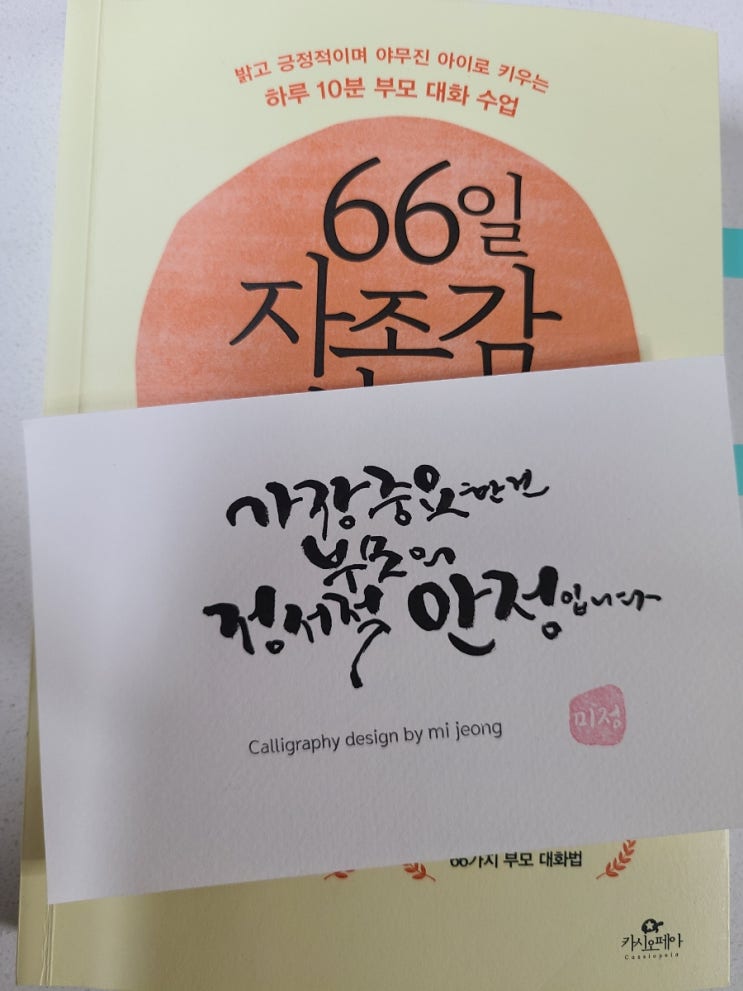 밝고 긍정적이며 야무진 아이로 키우는
하루 10분 부모 대화 수업
66일
자존감
가장 중요한 건
부모의
정서적 안정입니다
Calligraphy design by mi jeong
미정
66가지 부모 대화법
카시오페아
Cassiopeia